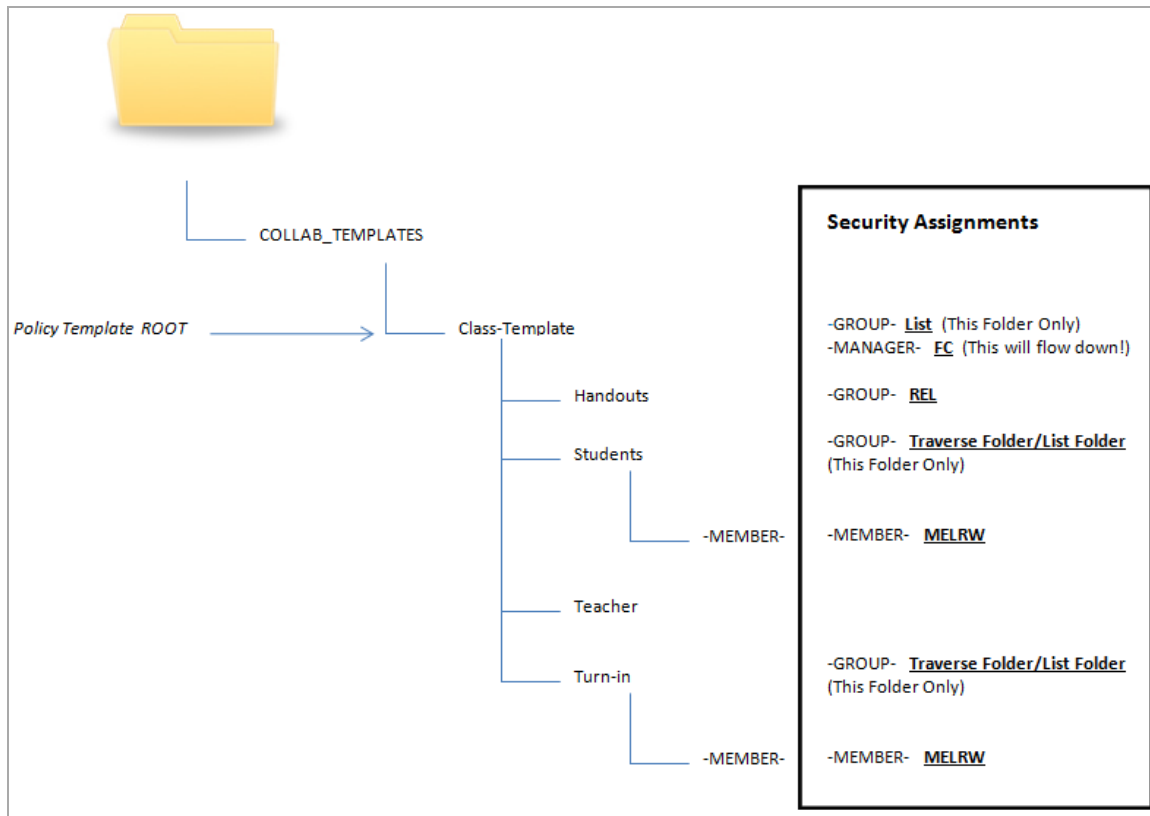 Security Assignments
COLLAB_TEMPLATES
Policy Template ROOT
Class-Template
-GROUP- List (This Folder Only)
-MANAGER- FC (This will flow down!)
Handouts
-GROUP- REL
Students
-GROUP- Traverse Folder/List Folder
(This Folder Only)
-MEMBER-
-MEMBER- MELRW
Teacher
Turn-in
-GROUP- Traverse Folder/List Folder
(This Folder Only)
-MEMBER-
-MEMBER- MELRW